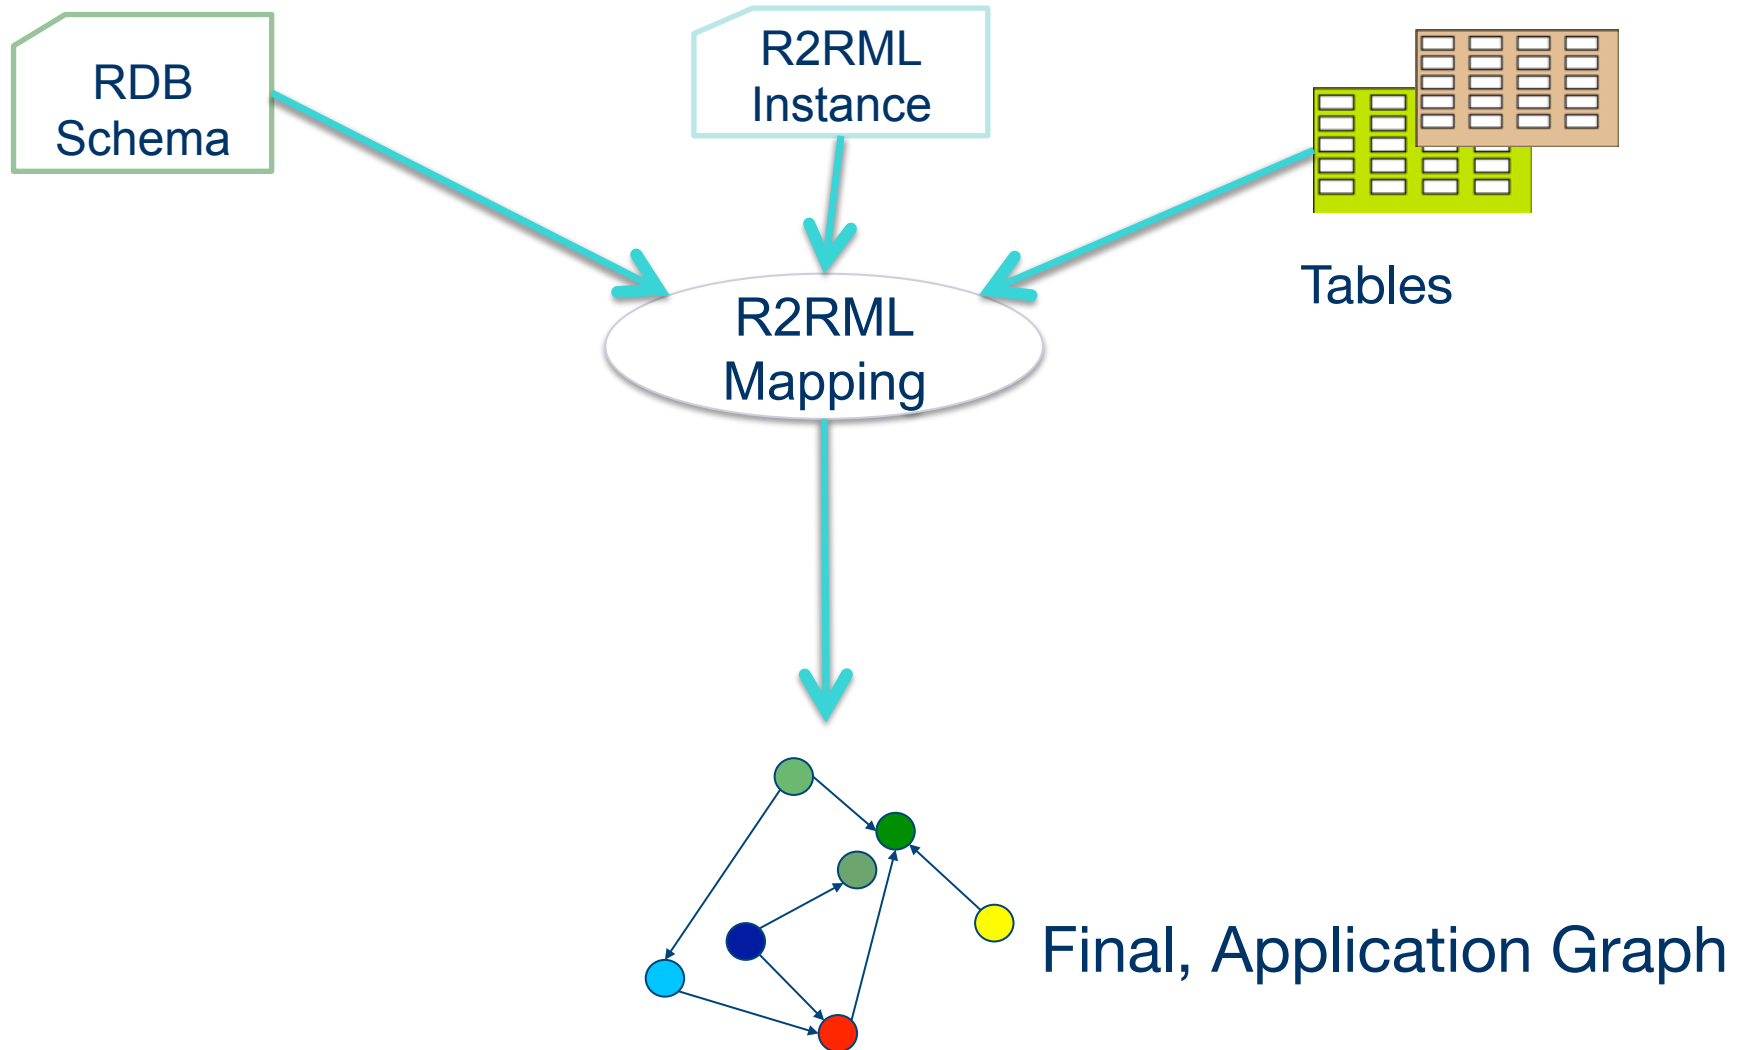 RDB
Schema
R2RML
Instance
Tables
R2RML
Mapping
Final, Application Graph